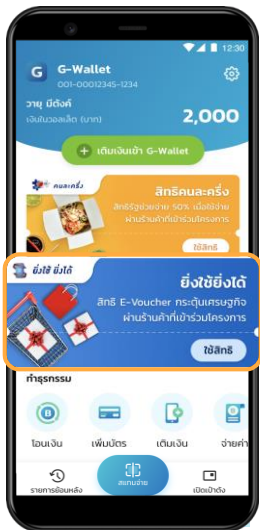 12:30
G G-Wallet
001-00012345-1234
วายุ มีตังค์
เงินในวอลเล็ต (บาท)
2,000
+ เติมเงินเข้า G-Wallet
คนละครึ่ง
สิทธิคนละครึ่ง
สิทธิรัฐช่วยจ่าย 50% เมื่อใช้จ่าย
ผ่านร้านค้าที่เข้าร่วมโครงการ
ใช้สิทธิ
ยิ่งใช้ ยิ่งได้
ยิ่งใช้ยิ่งได้
สิทธิ E-Voucher กระตุ้นเศรษฐกิจ
ผ่านร้านค้าที่เข้าร่วมโครงการ
ใช้สิทธิ
ทำธุรกรรม
โอนเงิน
เพิ่มบัตร
เติมเงิน
จ่ายค่า
รายการย้อนหลัง
สแกนจ่าย
เปิดเป๋าตัง